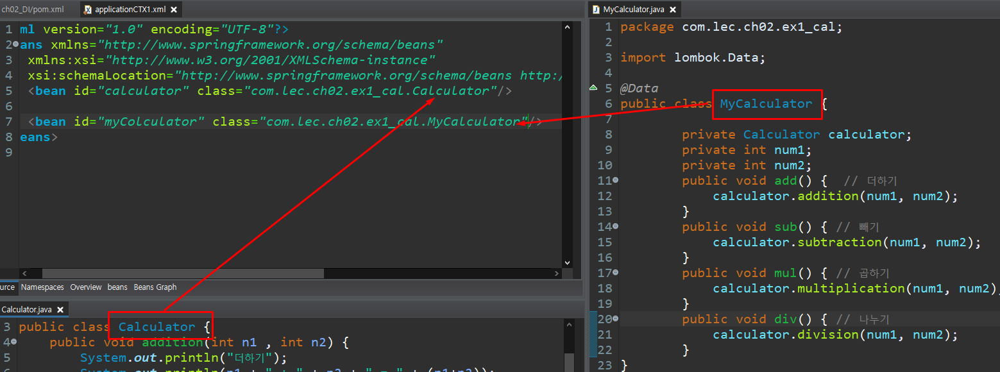 ch02_DI/pom.xml
applicationCTX1.xml
1 ml version="1.0" encoding="UTF-8"?>
2 ans xmlns="http://www.springframework.org/schema/beans"
3 xmlns:xsi="http://www.w3.org/2001/XMLSchema-instance"
4 xsi:schemaLocation="http://www.springframework.org/schema/beans http:/
5 <bean id="calculator" class="com.lec.ch02.ex1_cal.Calculator"/>
6
7 <bean id="myColculator" class="com.lec.ch02.ex1_cal.MyCalculator"/>
8 eans>
9
urce Namespaces Overview beans Beans Graph
Calculator.java
3 public class Calculator {
4 public void addition(int n1 , int n2) {
5 System.out.println("더하기");
MyCalculator.java
1 package com.lec.ch02.ex1_cal;
2
3 import lombok.Data;
4
5 @Data
6 public class MyCalculator {
7
8 private Calculator calculator;
9 private int num1;
10 private int num2;
11 public void add() { // 더하기
12 calculator.addition(num1, num2);
13 }
14 public void sub() { // 빼기
15 calculator.subtraction(num1, num2);
16 }
17 public void mul() { // 곱하기
18 calculator.multiplication(num1, num2)
19 }
20 public void div() { // 나누기
21 calculator.division(num1, num2);
22 }
23 }